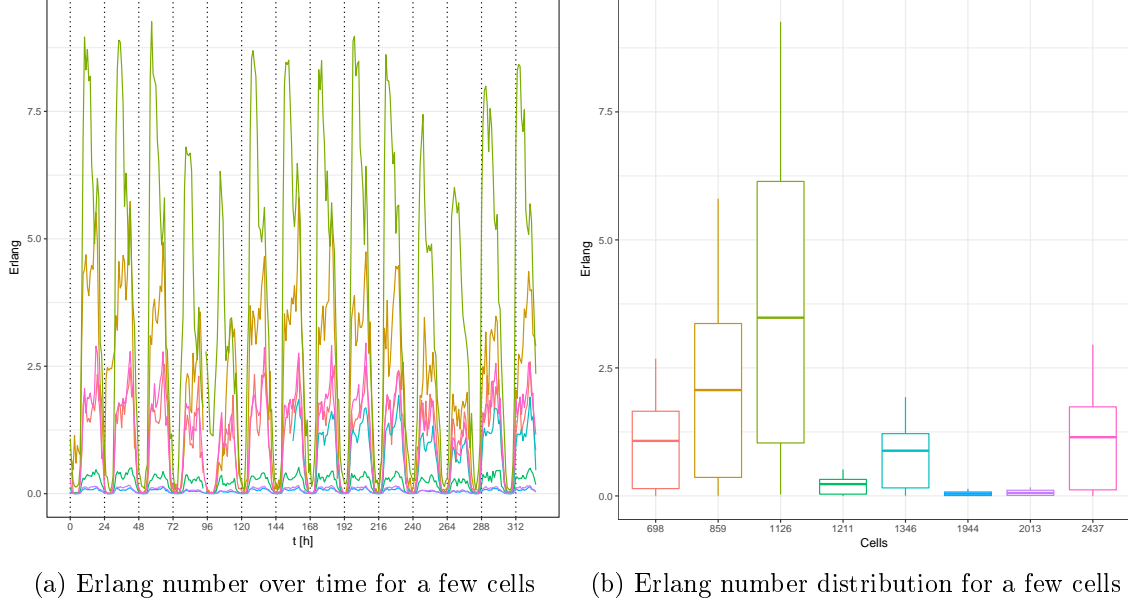 7.5
5.0
2.5
0.0
Erlang
0 24 48 72 96 120 144 168 192 216 240 264 288 312
t [h]
7.5
5.0
2.5
0.0
Erlang
698 859 1126 1211 1346 1944 2013 2437
Cells
(a) Erlang number over time for a few cells
(b) Erlang number distribution for a few cells